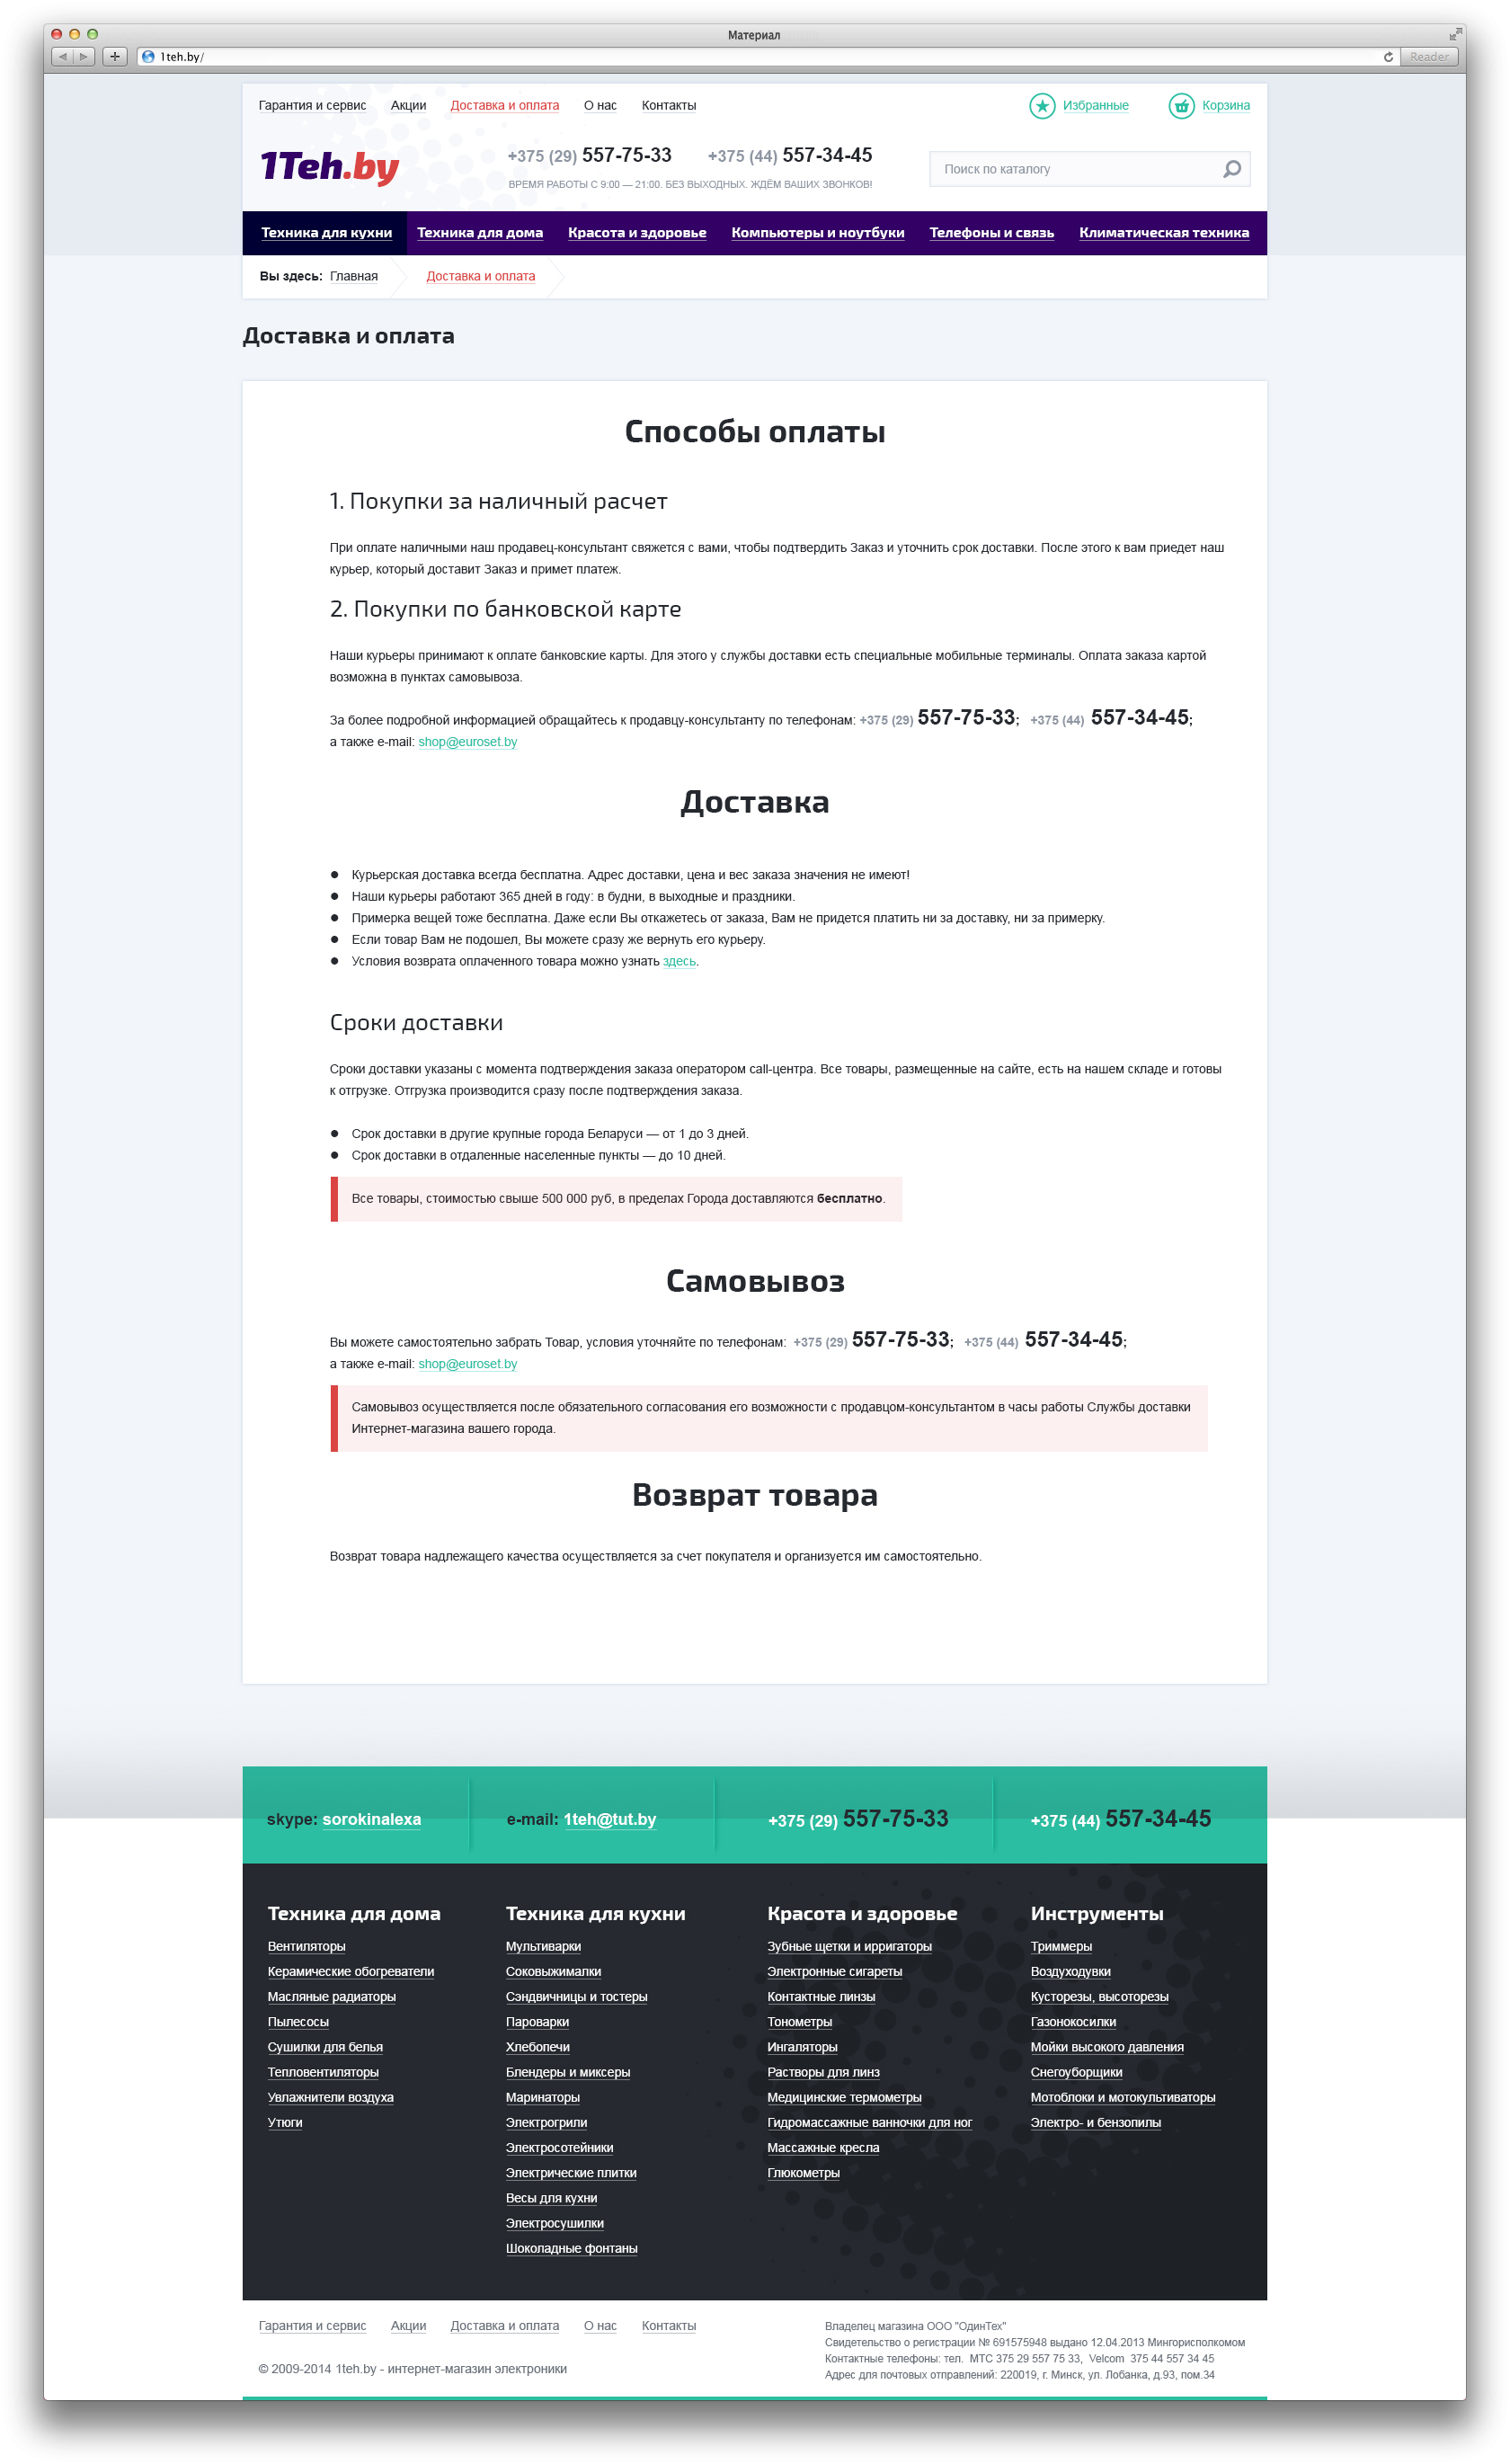 Материал
1teh.by/
Reader
Гарантия и сервис Акции Доставка и оплата О нас Контакты Избранные Корзина
1Teh.by
+375 (29) 557-75-33 +375 (44) 557-34-45
Поиск по каталогу
ВРЕМЯ РАБОТЫ С 9:00 — 21:00. БЕЗ ВЫХОДНЫХ. ЖДЁМ ВАШИХ ЗВОНКОВ!
Техника для кухни Техника для дома Красота и здоровье Компьютеры и ноутбуки Телефоны и связь Климатическая техника
Вы здесь: Главная Доставка и оплата
Доставка и оплата
Способы оплаты
1. Покупки за наличный расчет
При оплате наличными наш продавец-консультант свяжется с вами, чтобы подтвердить Заказ и уточнить срок доставки. После этого к вам приедет наш
курьер, который доставит Заказ и примет платеж.
2. Покупки по банковской карте
Наши курьеры принимают к оплате банковские карты. Для этого у службы доставки есть специальные мобильные терминалы. Оплата заказа картой
возможна в пунктах самовывоза.
За более подробной информацией обращайтесь к продавцу-консультанту по телефонам: +375 (29) 557-75-33; +375 (44) 557-34-45;
а также e-mail: shop@euroset.by
Доставка
● Курьерская доставка всегда бесплатна. Адрес доставки, цена и вес заказа значения не имеют!
● Наши курьеры работают 365 дней в году: в будни, в выходные и праздники.
● Примерка вещей тоже бесплатна. Даже если Вы откажетесь от заказа, Вам не придется платить ни за доставку, ни за примерку.
● Если товар Вам не подошел, Вы можете сразу же вернуть его курьеру.
● Условия возврата оплаченного товара можно узнать здесь.
Сроки доставки
Сроки доставки указаны с момента подтверждения заказа оператором call-центра. Все товары, размещенные на сайте, есть на нашем складе и готовы
к отгрузке. Отгрузка производится сразу после подтверждения заказа.
● Срок доставки в другие крупные города Беларуси — от 1 до 3 дней.
● Срок доставки в отдаленные населенные пункты — до 10 дней.
Все товары, стоимостью свыше 500 000 руб, в пределах Города доставляются бесплатно.
Самовывоз
Вы можете самостоятельно забрать Товар, условия уточняйте по телефонам: +375 (29) 557-75-33; +375 (44) 557-34-45;
а также e-mail: shop@euroset.by
Самовывоз осуществляется после обязательного согласования его возможности с продавцом-консультантом в часы работы Службы доставки
Интернет-магазина вашего города.
Возврат товара
Возврат товара надлежащего качества осуществляется за счет покупателя и организуется им самостоятельно.
skype: sorokinalexa e-mail: 1teh@tut.by +375 (29) 557-75-33 +375 (44) 557-34-45
Техника для дома
Вентиляторы
Керамические обогреватели
Масляные радиаторы
Пылесосы
Сушилки для белья
Тепловентиляторы
Увлажнители воздуха
Утюги
Техника для кухни
Мультиварки
Соковыжималки
Сэндвичницы и тостеры
Пароварки
Хлебопечи
Блендеры и миксеры
Маринаторы
Электрогрили
Электросотейники
Электрические плитки
Весы для кухни
Электросушилки
Шоколадные фонтаны
Красота и здоровье
Зубные щетки и ирригаторы
Электронные сигареты
Контактные линзы
Тонометры
Ингаляторы
Растворы для линз
Медицинские термометры
Гидромассажные ванночки для ног
Массажные кресла
Глюкометры
Инструменты
Триммеры
Воздуходувки
Кусторезы, высоторезы
Газонокосилки
Мойки высокого давления
Снегоуборщики
Мотоблоки и мотокультиваторы
Электро- и бензопилы
Гарантия и сервис Акции Доставка и оплата О нас Контакты
© 2009-2014 1teh.by - интернет-магазин электроники
Владелец магазина ООО "ОдинТех"
Свидетельство о регистрации № 691575948 выдано 12.04.2013 Мингорисполкомом
Контактные телефоны: тел. МТС 375 29 557 75 33, Velcom 375 44 557 34 45
Адрес для почтовых отправлений: 220019, г. Минск, ул. Лобанка, д.93, пом.34